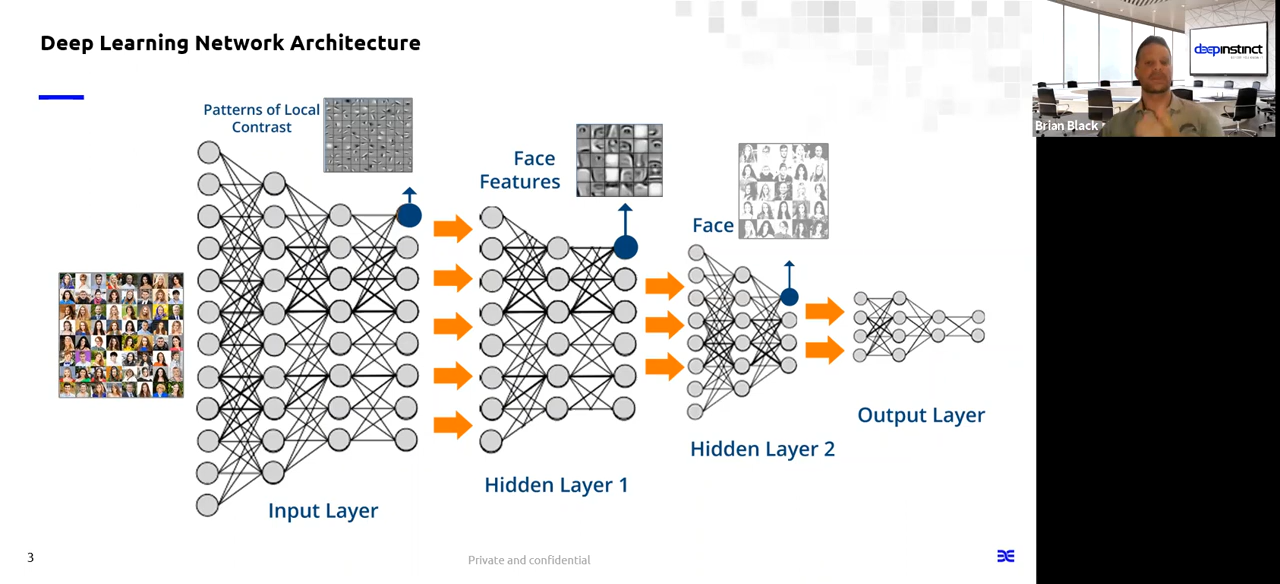 Deep Learning Network Architecture
Patterns of Local
Contrast
Face
Features
Face
Input Layer
Hidden Layer 1
Hidden Layer 2
Output Layer
3
Private and confidential
deepinstinct
Brian Black